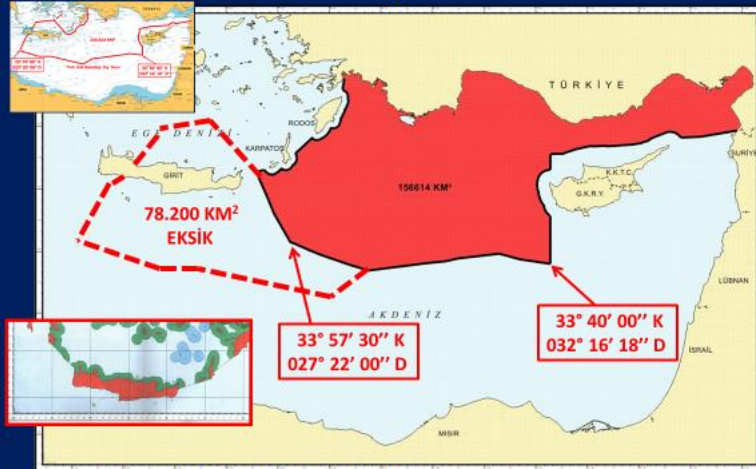 TÜRKİYE
EGE DENİZİ
RODOS
KARPATOS
GİRİT
SURİYE
K.K.T.C.
G.K.R.Y.
156614 KM²
78.200 KM²
EKSİK
LÜBNAN
AKDENİZ
33° 57' 30'' K
027° 22' 00'' D
33° 40' 00'' K
032° 16' 18'' D
İSRAİL
MISIR